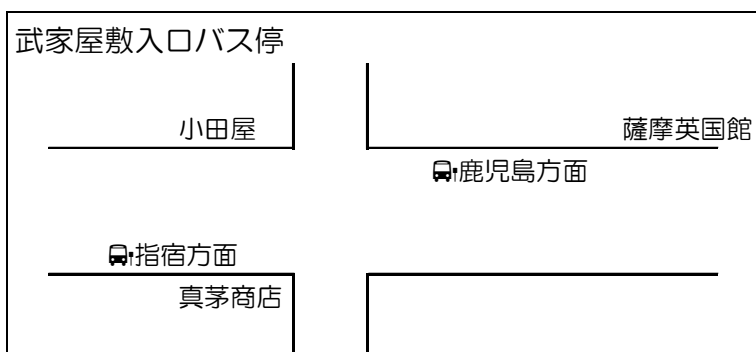 武家屋敷入口バス停
小田屋
薩摩英国館
鹿児島方面
指宿方面
真茅商店